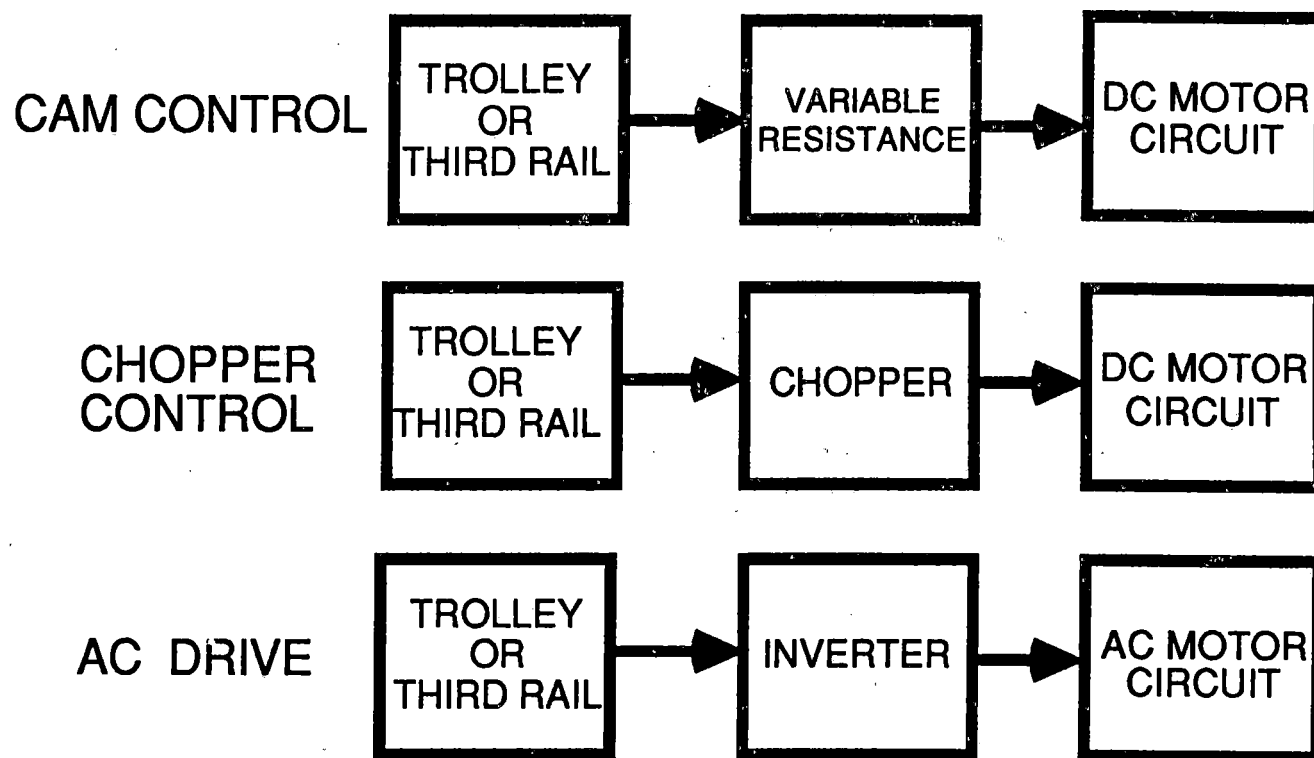 CAM CONTROL
TROLLEY
OR
THIRD RAIL
VARIABLE
RESISTANCE
DC MOTOR
CIRCUIT
CHOPPER
CONTROL
TROLLEY
OR
THIRD RAIL
CHOPPER
DC MOTOR
CIRCUIT
AC DRIVE
TROLLEY
OR
THIRD RAIL
INVERTER
AC MOTOR
CIRCUIT